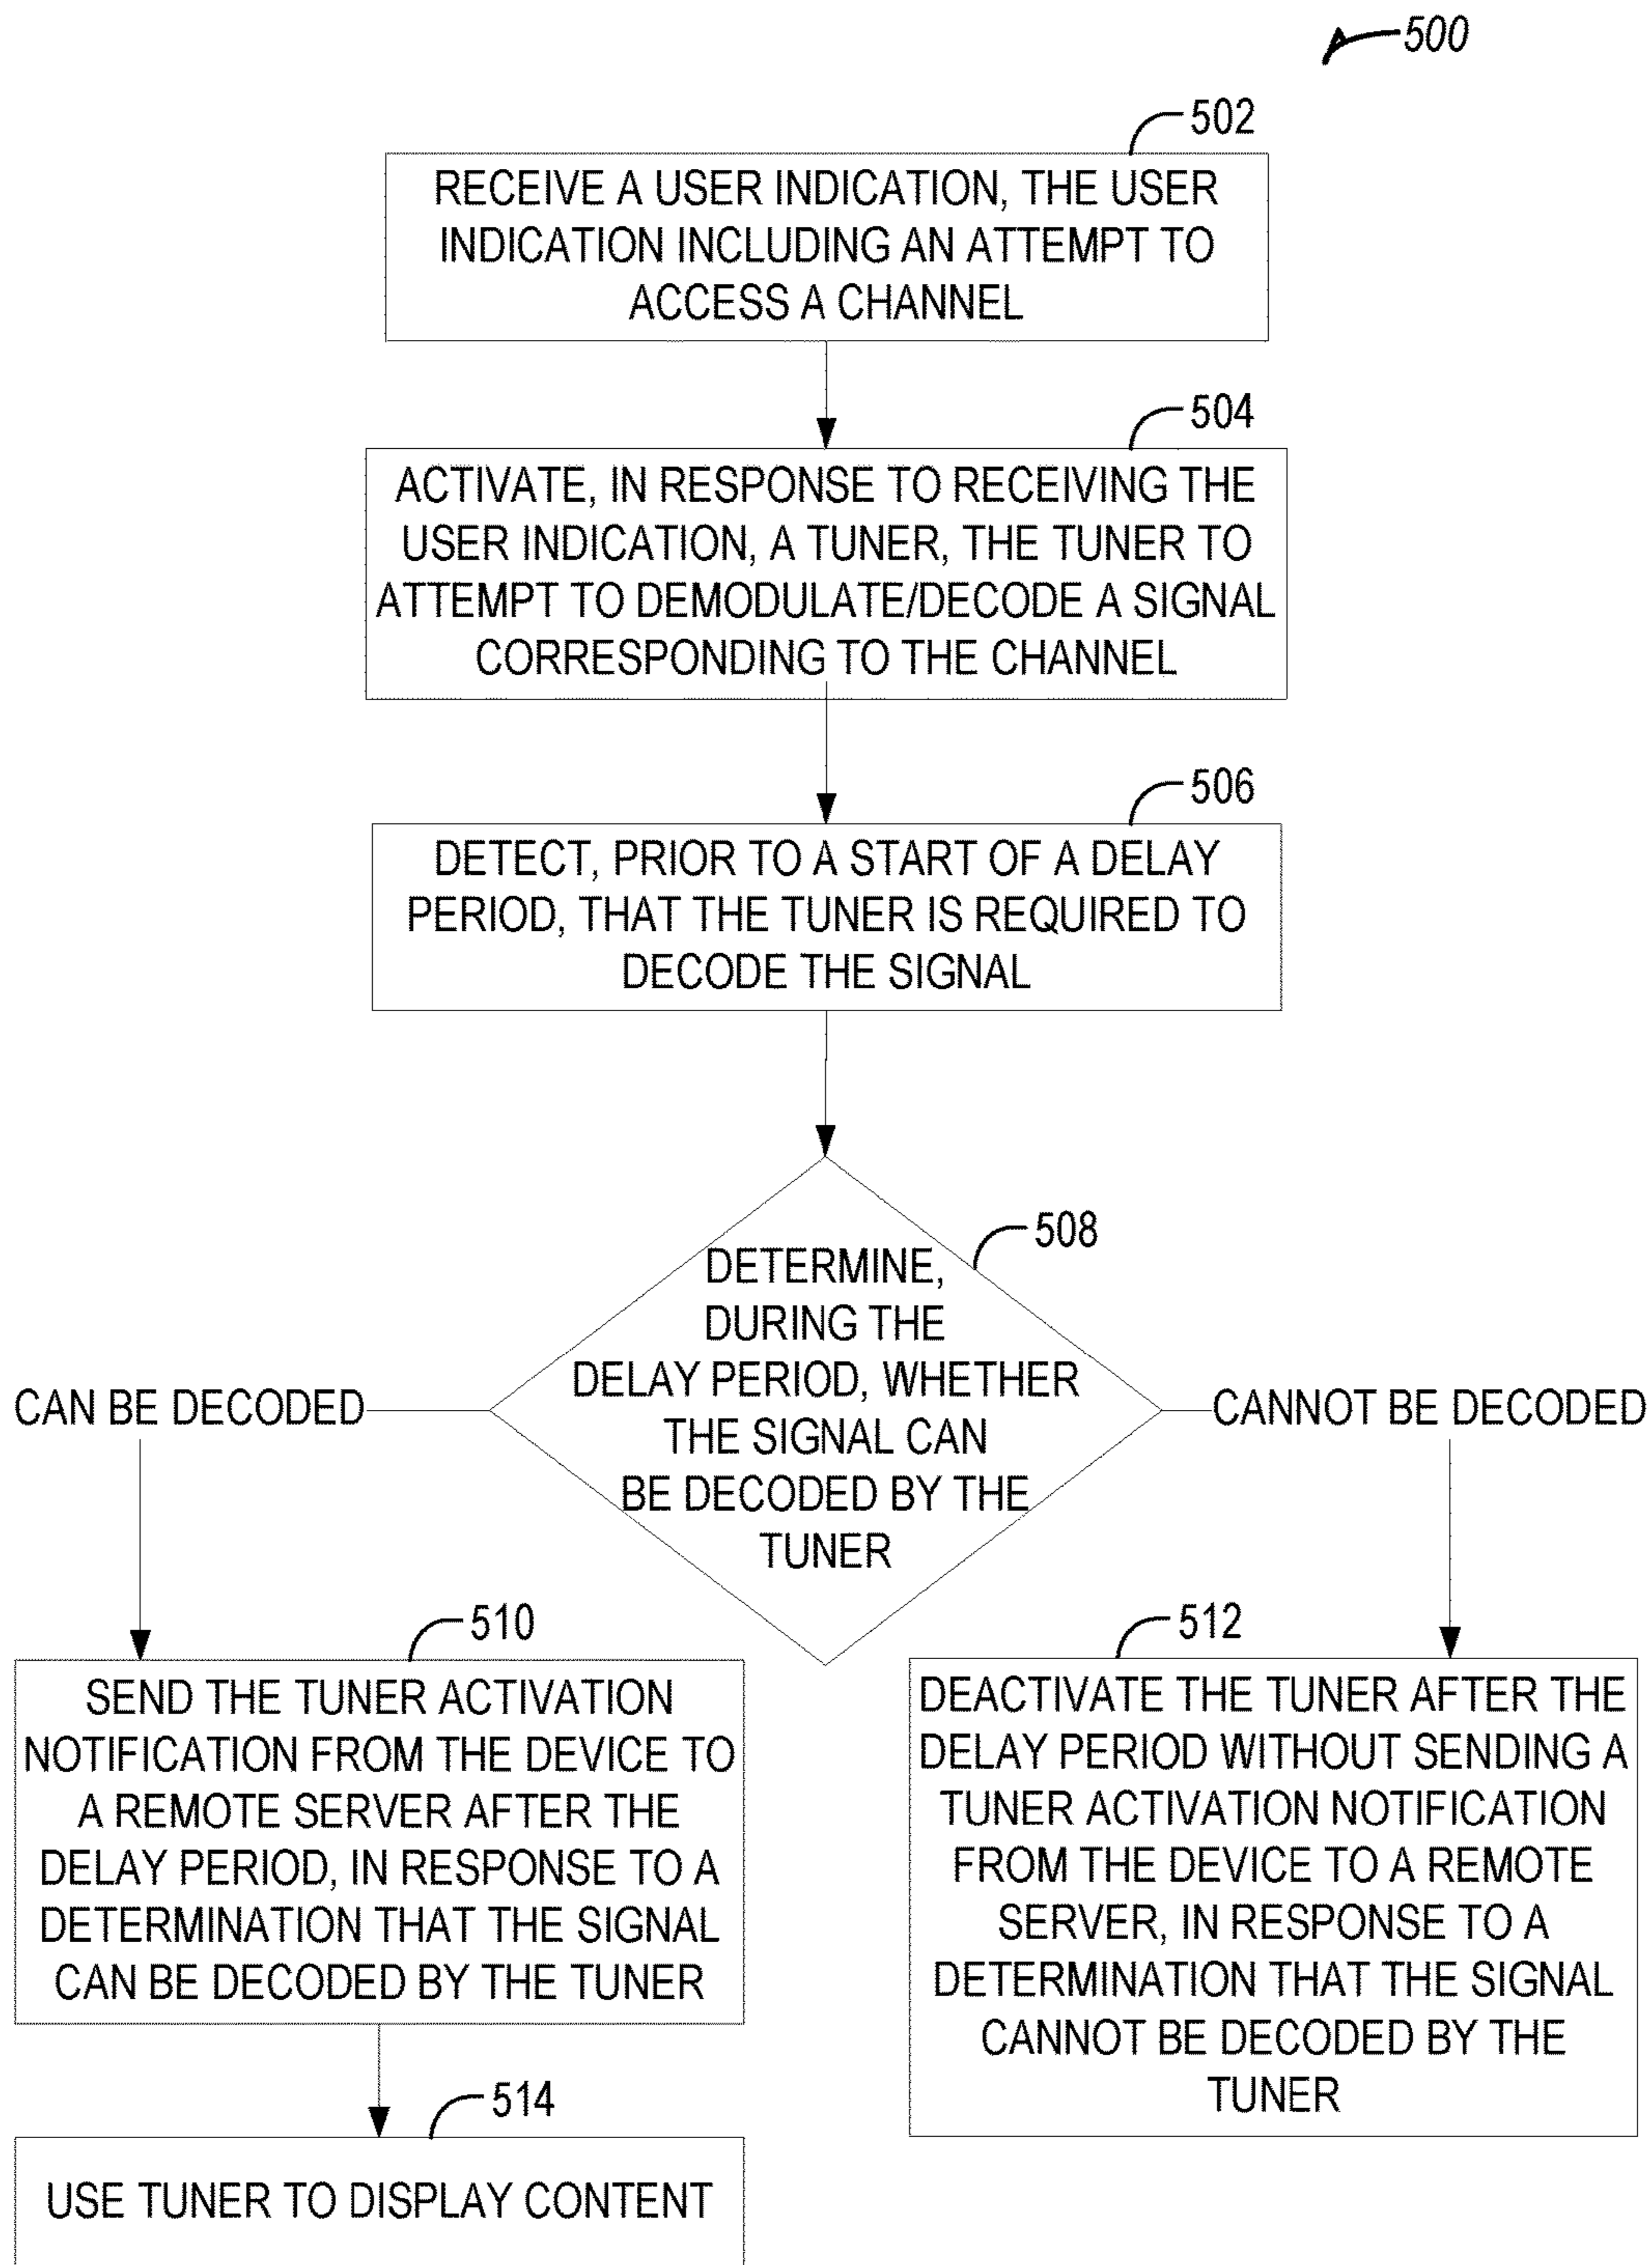 500
502
RECEIVE A USER INDICATION, THE USER
INDICATION INCLUDING AN ATTEMPT TO
ACCESS A CHANNEL
504
ACTIVATE, IN RESPONSE TO RECEIVING THE
USER INDICATION, A TUNER, THE TUNER TO
ATTEMPT TO DEMODULATE/DECODE A SIGNAL
CORRESPONDING TO THE CHANNEL
506
DETECT, PRIOR TO A START OF A DELAY
PERIOD, THAT THE TUNER IS REQUIRED TO
DECODE THE SIGNAL
508
DETERMINE,
DURING THE
DELAY PERIOD, WHETHER
THE SIGNAL CAN
BE DECODED BY THE
TUNER
CAN BE DECODED
CANNOT BE DECODED
510
SEND THE TUNER ACTIVATION
NOTIFICATION FROM THE DEVICE TO
A REMOTE SERVER AFTER THE
DELAY PERIOD, IN RESPONSE TO A
DETERMINATION THAT THE SIGNAL
CAN BE DECODED BY THE TUNER
512
DEACTIVATE THE TUNER AFTER THE
DELAY PERIOD WITHOUT SENDING A
TUNER ACTIVATION NOTIFICATION
FROM THE DEVICE TO A REMOTE
SERVER, IN RESPONSE TO A
DETERMINATION THAT THE SIGNAL
CANNOT BE DECODED BY THE
TUNER
514
USE TUNER TO DISPLAY CONTENT